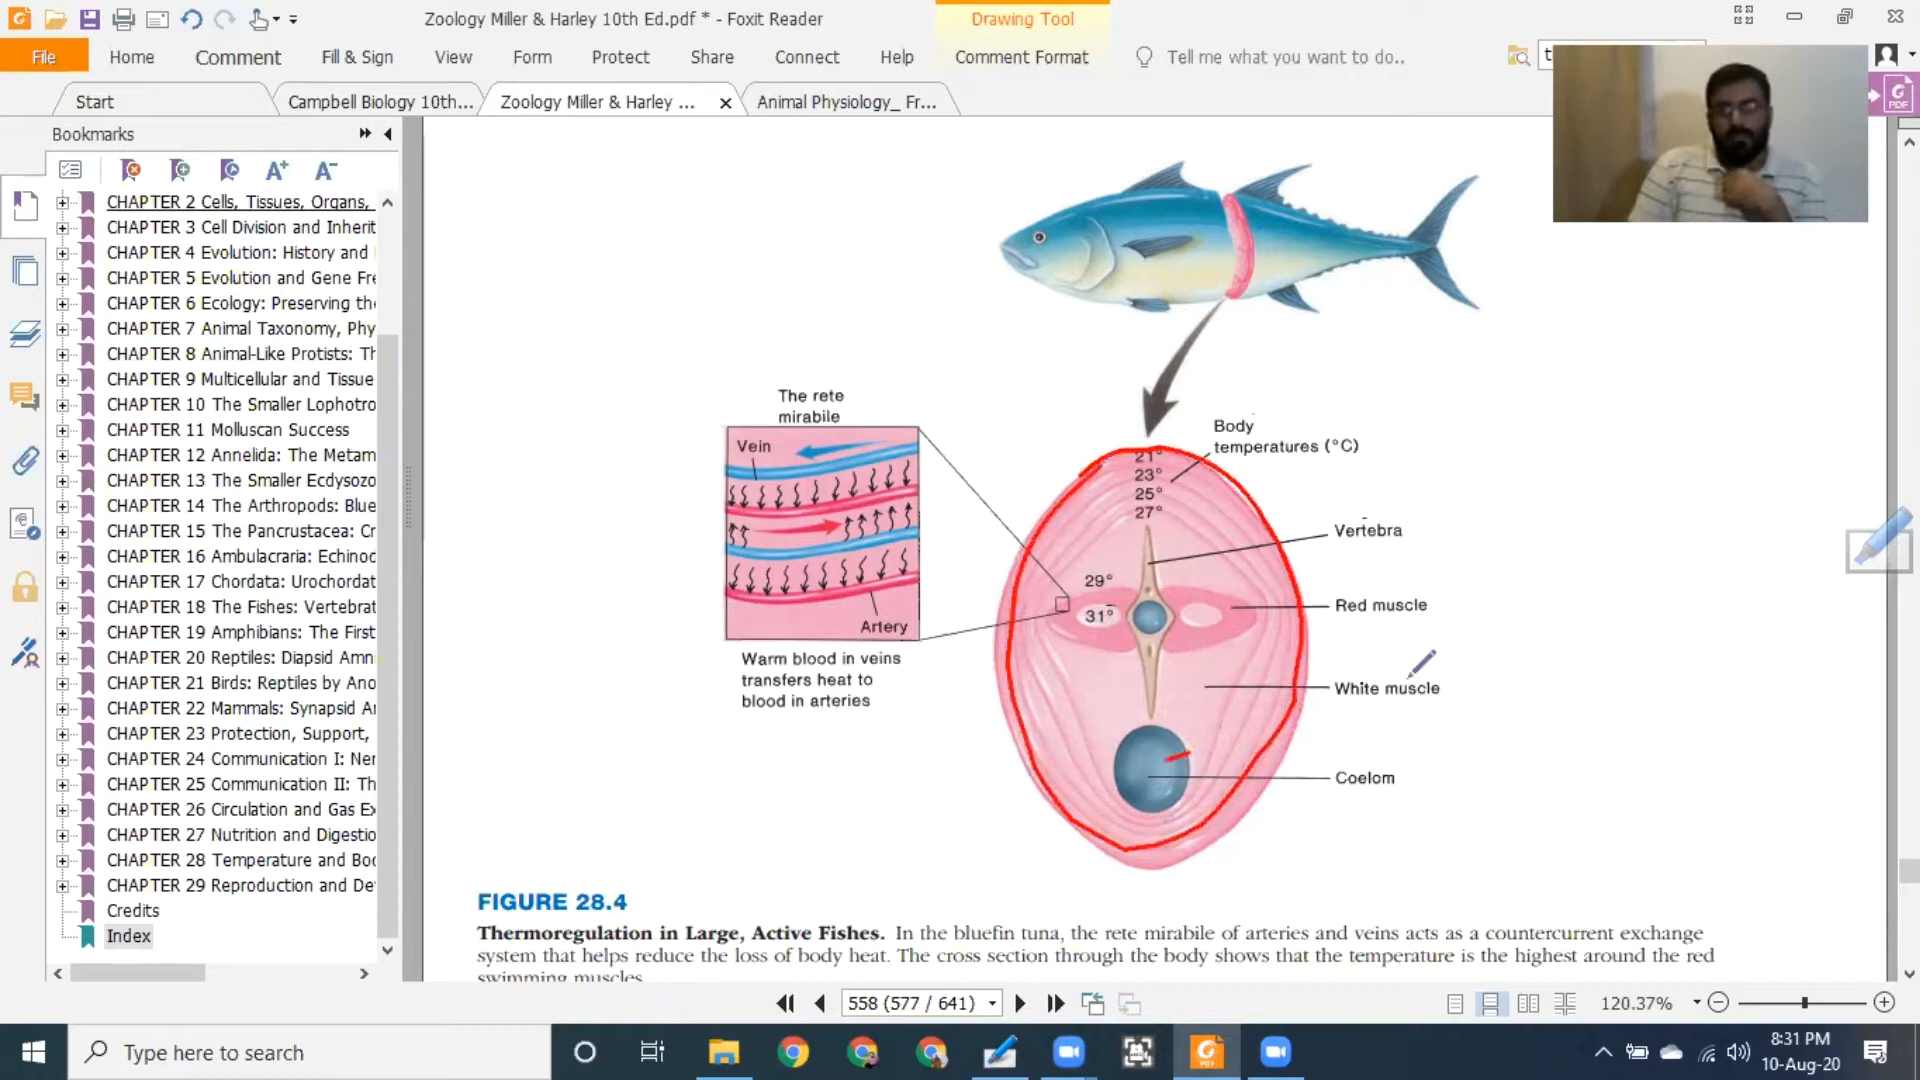 Zoology Miller & Harley 10th Ed.pdf * - Foxit Reader
Drawing Tool
File
Home
Comment
Fill & Sign
View
Form
Protect
Share
Connect
Help
Comment Format
Tell me what you want to do..
t
Start
Campbell Biology 10th...
Zoology Miller & Harley ...
Animal Physiology_ Fr...
Bookmarks
CHAPTER 2 Cells, Tissues, Organs,
CHAPTER 3 Cell Division and Inherit
CHAPTER 4 Evolution: History and
CHAPTER 5 Evolution and Gene Fre
CHAPTER 6 Ecology: Preserving the
CHAPTER 7 Animal Taxonomy, Phy
CHAPTER 8 Animal-Like Protists: Th
CHAPTER 9 Multicellular and Tissue
CHAPTER 10 The Smaller Lophotro
CHAPTER 11 Molluscan Success
CHAPTER 12 Annelida: The Metam
CHAPTER 13 The Smaller Ecdysozo
CHAPTER 14 The Arthropods: Blue
CHAPTER 15 The Pancrustacea: Cr
CHAPTER 16 Ambulacraria: Echinod
CHAPTER 17 Chordata: Urochordat
CHAPTER 18 The Fishes: Vertebrat
CHAPTER 19 Amphibians: The First
CHAPTER 20 Reptiles: Diapsid Amni
CHAPTER 21 Birds: Reptiles by Ano
CHAPTER 22 Mammals: Synapsid Ar
CHAPTER 23 Protection, Support,
CHAPTER 24 Communication I: Ner
CHAPTER 25 Communication II: Th
CHAPTER 26 Circulation and Gas Ex
CHAPTER 27 Nutrition and Digestio
CHAPTER 28 Temperature and Boc
CHAPTER 29 Reproduction and De
Credits
Index
The rete
mirabile
Vein
Artery
Warm blood in veins
transfers heat to
blood in arteries
Body
temperatures (°C)
21°
23°
25°
27°
29°
31°
Vertebra
Red muscle
White muscle
Coelom
FIGURE 28.4
Thermoregulation in Large, Active Fishes. In the bluefin tuna, the rete mirabile of arteries and veins acts as a countercurrent exchange
system that helps reduce the loss of body heat. The cross section through the body shows that the temperature is the highest around the red
swimming muscles.
558 (577 / 641)
120.37%
Type here to search
8:31 PM
10-Aug-20